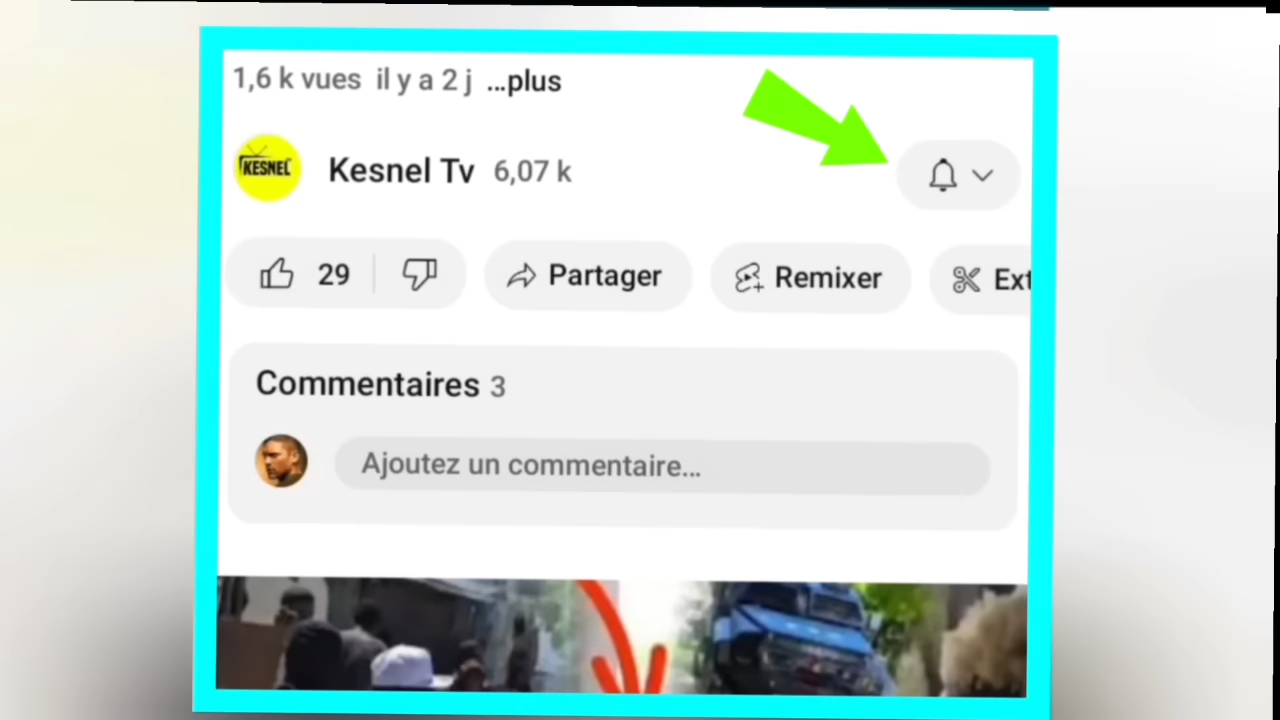 1,6 k vues il y a 2 j ...plus
KESNEL
Kesnel Tv 6,07 k
29
Partager
Remixer
Ext
Commentaires 3
Ajoutez un commentaire...